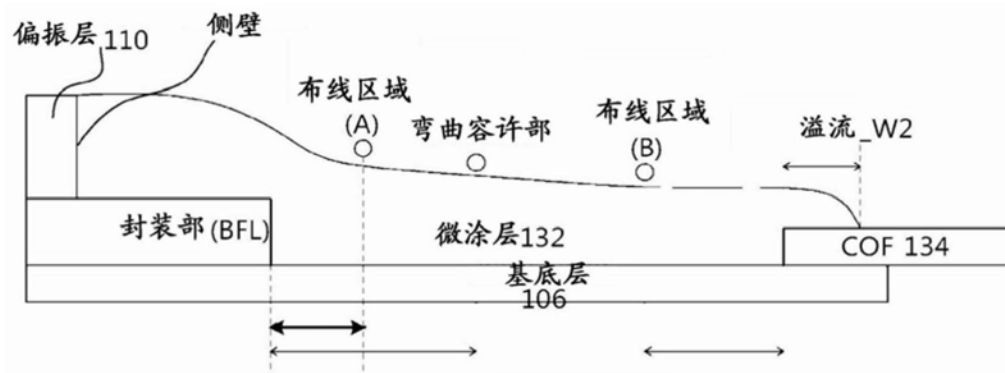 偏振层110
侧壁
布线区域
(A)
弯曲容许部
布线区域
(B)
溢流_W2
封装部(BFL)
微涂层132
COF 134
基底层
106